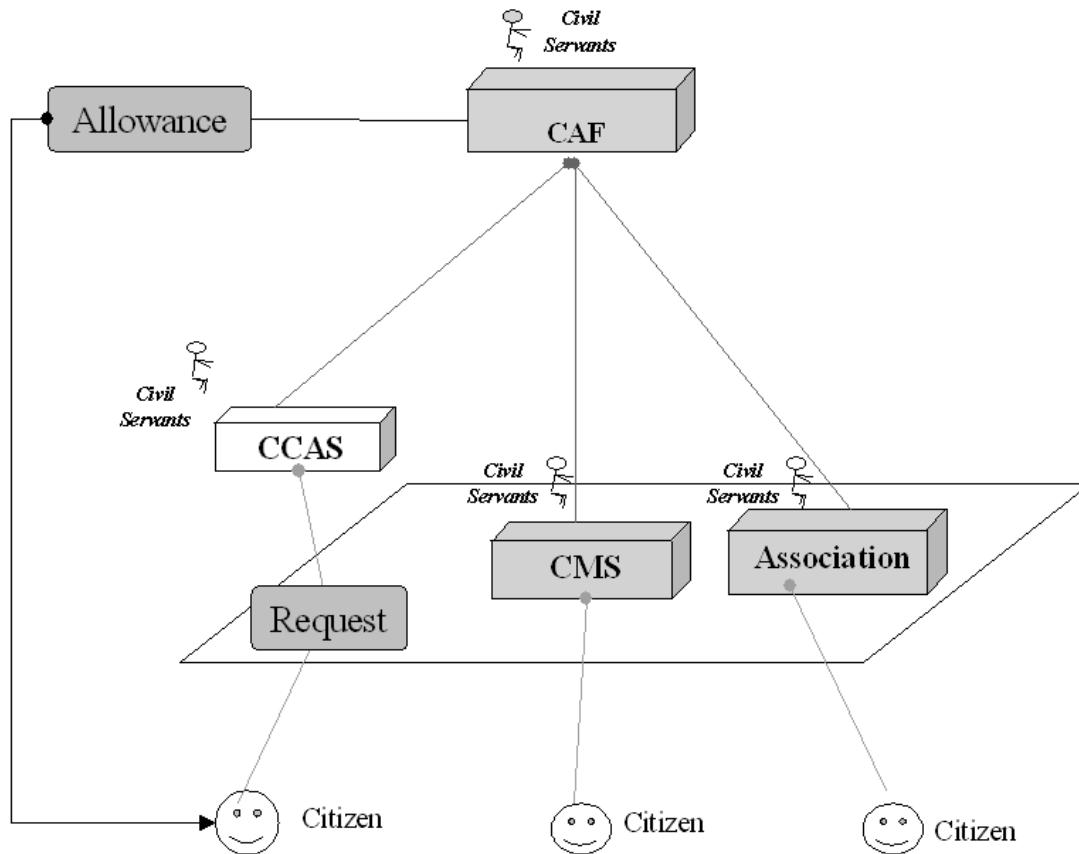 Civil
Servants
Allowance
CAF
Civil
Servants
CCAS
Civil
Servants
CMS
Civil
Servants
Association
Request
Citizen
Citizen
Citizen